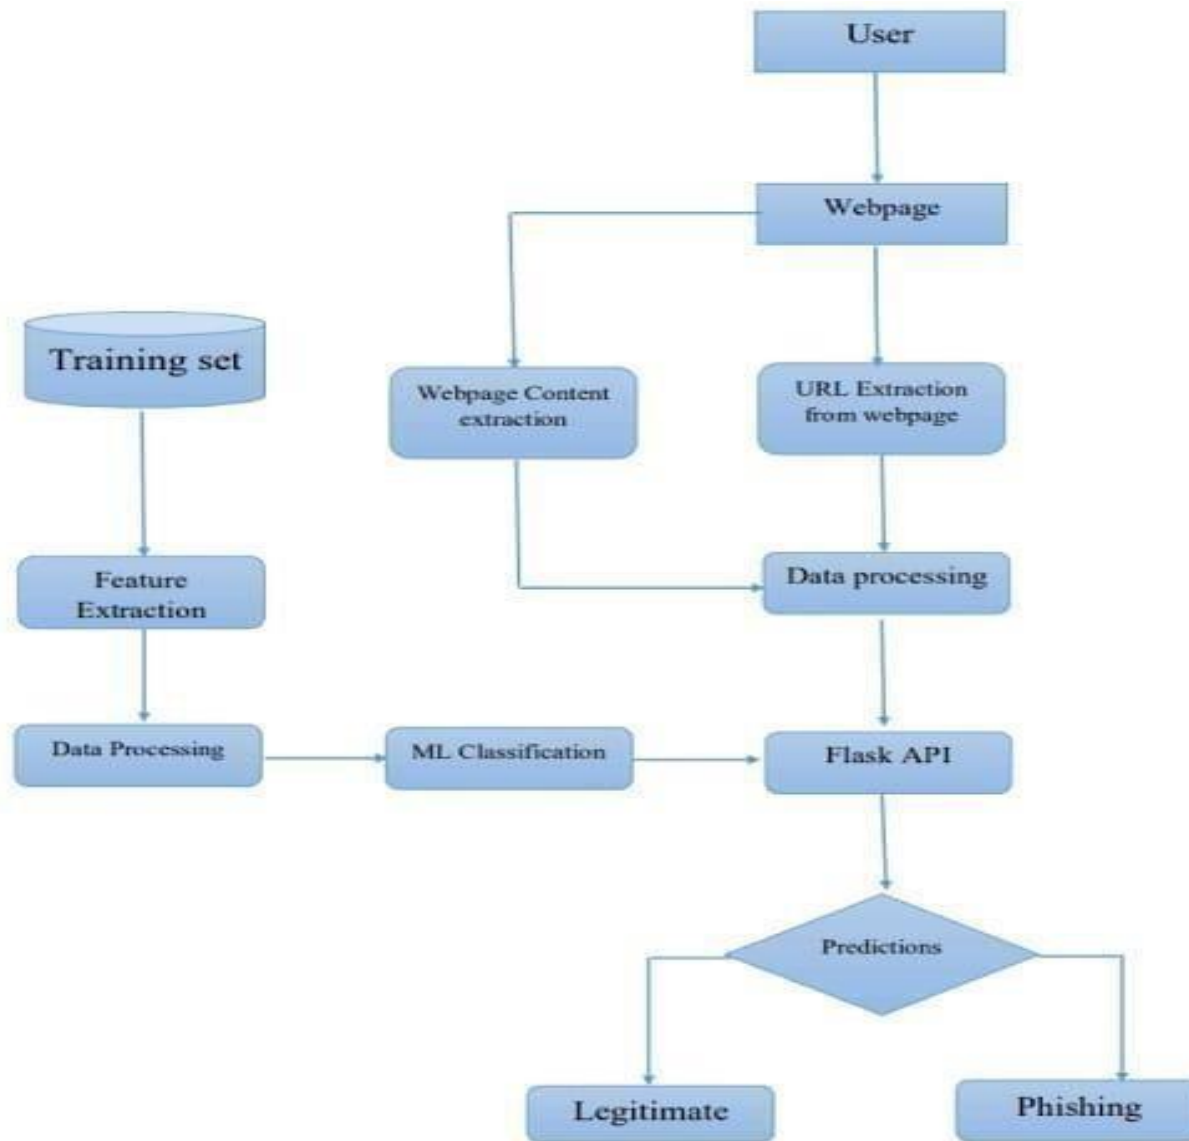 User
Webpage
Training set
Webpage Content
extraction
URL Extraction
from webpage
Feature
Extraction
Data processing
Data Processing
ML Classification
Flask API
Predictions
Legitimate
Phishing